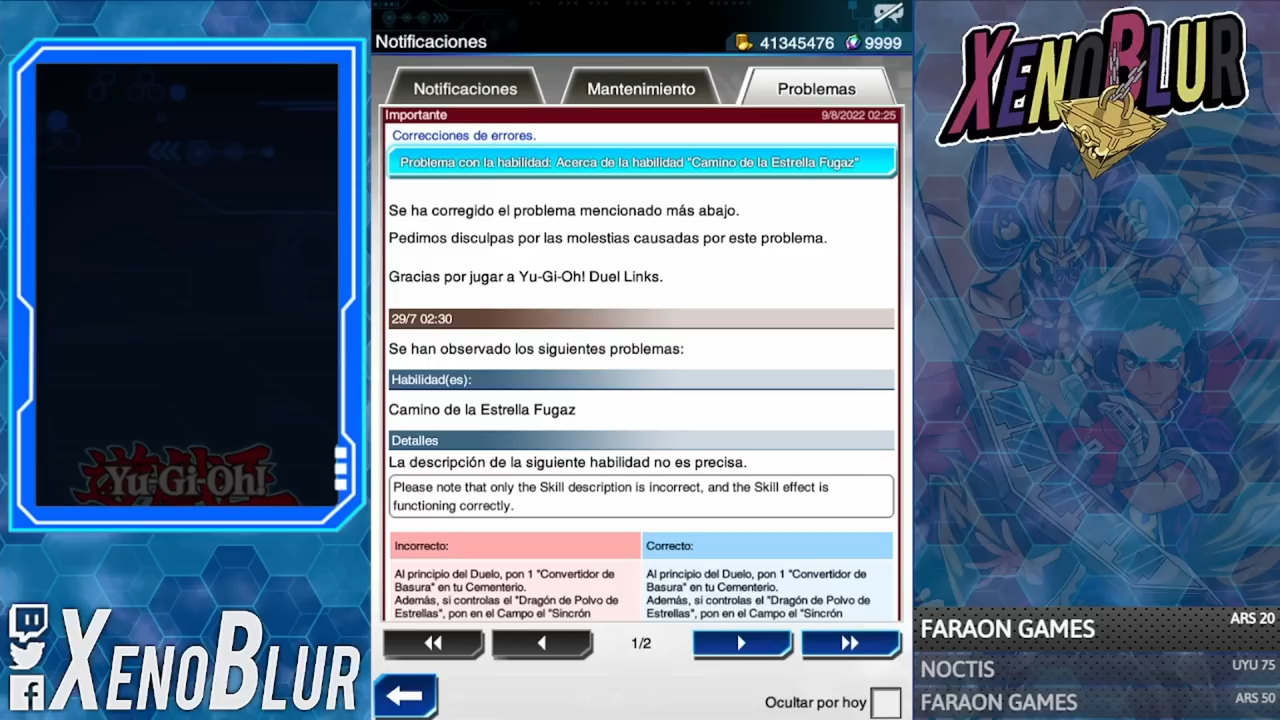 Notificaciones
41345476
9999
Notificaciones
Mantenimiento
Problemas
Importante
9/8/2022 02:25
Correcciones de errores.
Problema con la habilidad: Acerca de la habilidad "Camino de la Estrella Fugaz"
Se ha corregido el problema mencionado más abajo.
Pedimos disculpas por las molestias causadas por este problema.
Gracias por jugar a Yu-Gi-Oh! Duel Links.
29/7 02:30
Se han observado los siguientes problemas:
Habilidad(es):
Camino de la Estrella Fugaz
Detalles
La descripción de la siguiente habilidad no es precisa.
Please note that only the Skill description is incorrect, and the Skill effect is
functioning correctly.
Incorrecto:
Al principio del Duelo, pon 1 "Convertidor de
Basura" en tu Cementerio.
Además, si controlas el "Dragón de Polvo de
Estrellas", pon en el Campo el "Sincrón
Correcto:
Al principio del Duelo, pon 1 "Convertidor de
Basura" en tu Cementerio.
Además, si controlas el "Dragón de Polvo de
Estrellas", pon en el Campo el "Sincrón
1/2
Ocultar por hoy
Yu-Gi-Oh!
XENOBLUR
XENOBLUR
FARAON GAMES
ARS 20
NOCTIS
UYU 75
FARAON GAMES
ARS 50